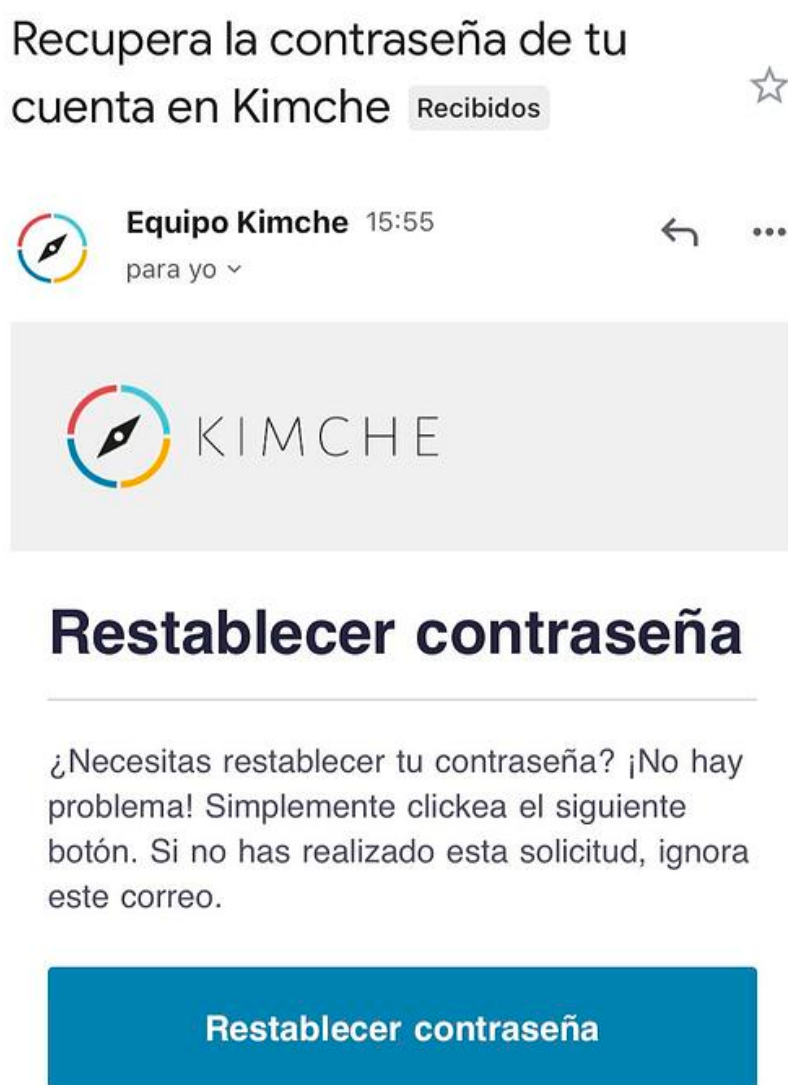 Recupera la contraseña de tu
cuenta en Kimche Recibidos
Equipo Kimche 15:55
para yo
KIMCHE
Restablecer contraseña
¿Necesitas restablecer tu contraseña? ¡No hay
problema! Simplemente clickea el siguiente
botón. Si no has realizado esta solicitud, ignora
este correo.
Restablecer contraseña